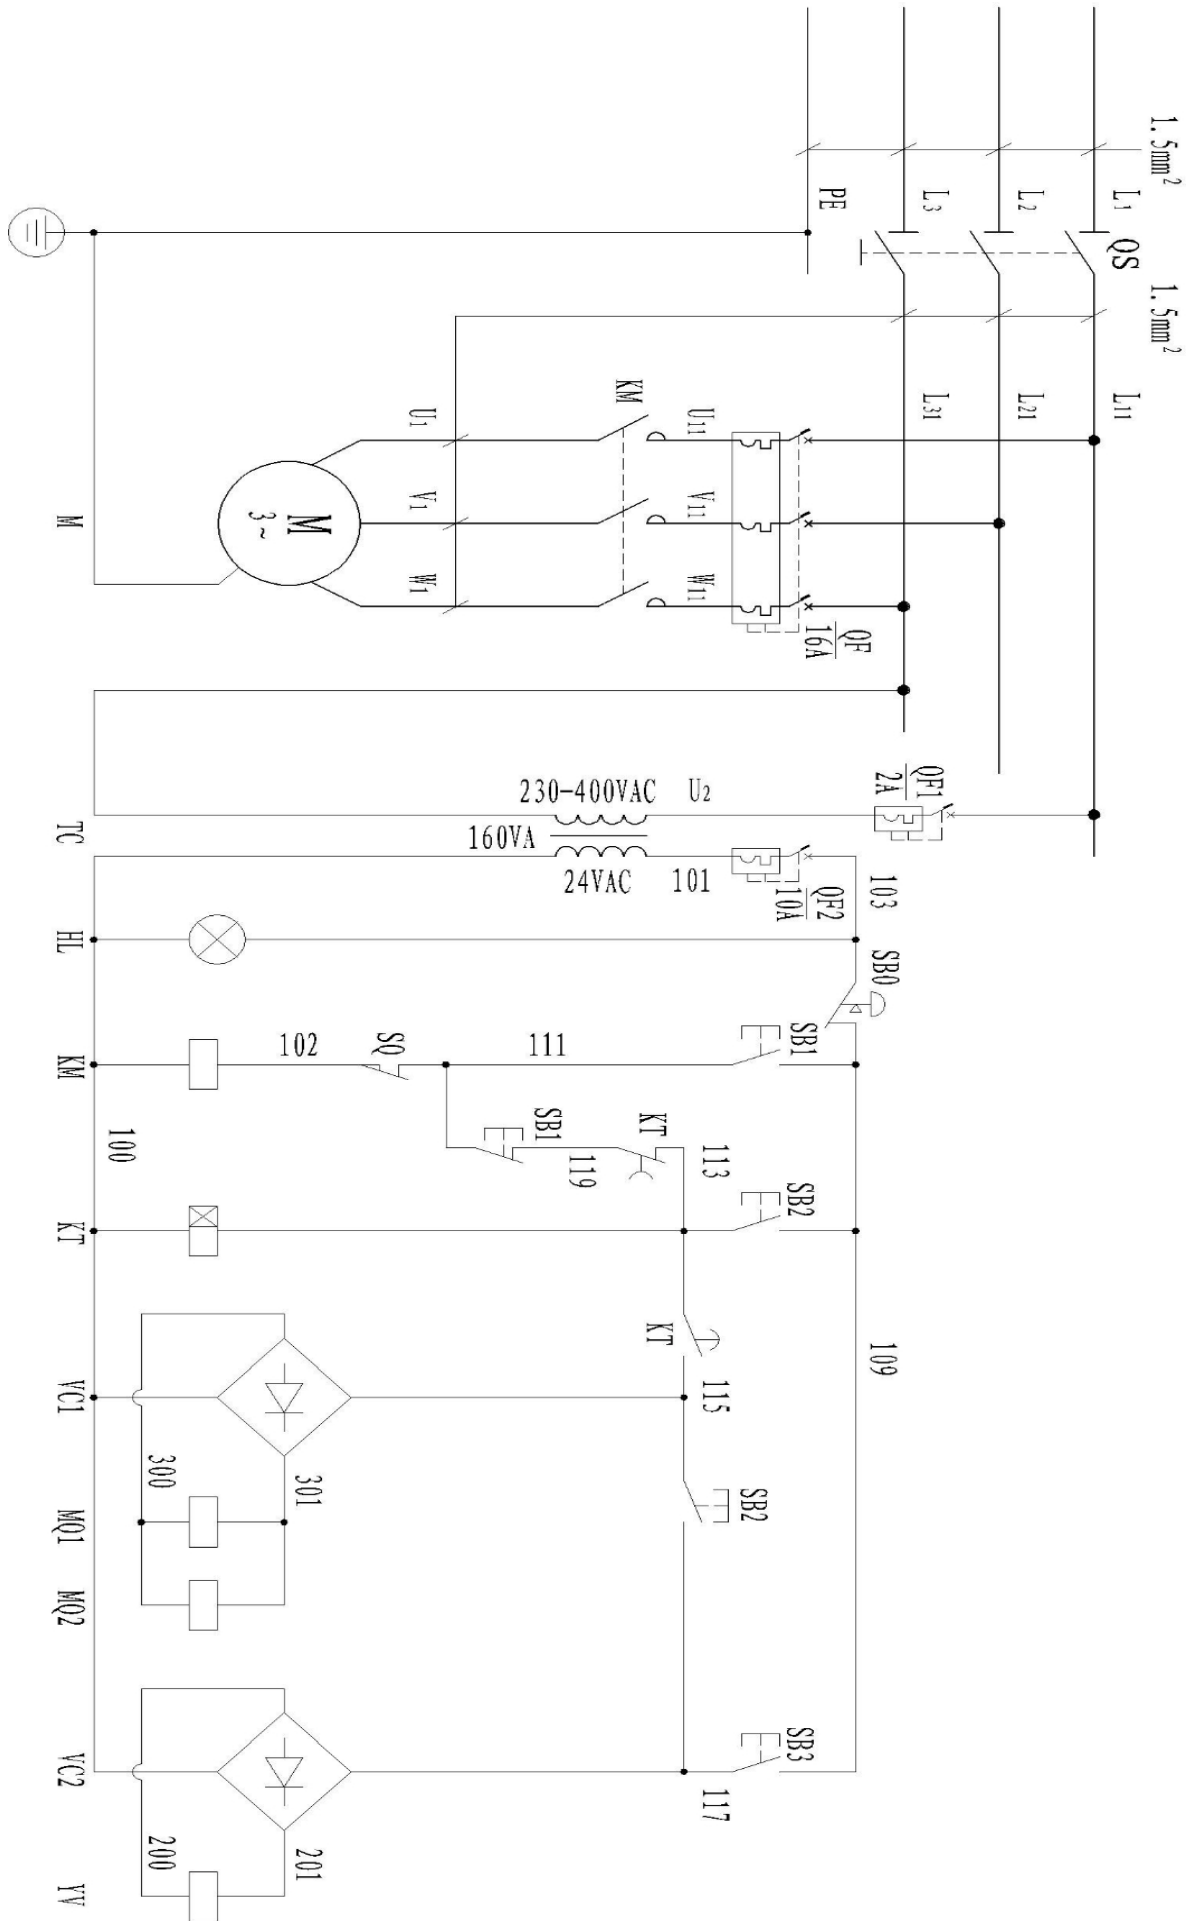 1.5mm²
L₁
L₂
L₃
PE
QS
1.5mm²
L₁₁
L₂₁
L₃₁
KM
U₁₁
U₁
V₁₁
V₁
W₁₁
W₁
QF
16A
M
3~
M
QF1
2A
230-400VAC
U₂
160VA
24VAC
101
QF2
10A
103
TC
HL
SB0
SB1
111
SQ
102
KM
100
SB1
119
KT
113
SB2
KT
109
KT
115
VC1
300
301
SB2
MQ1
MQ2
SB3
117
VC2
200
201
YV